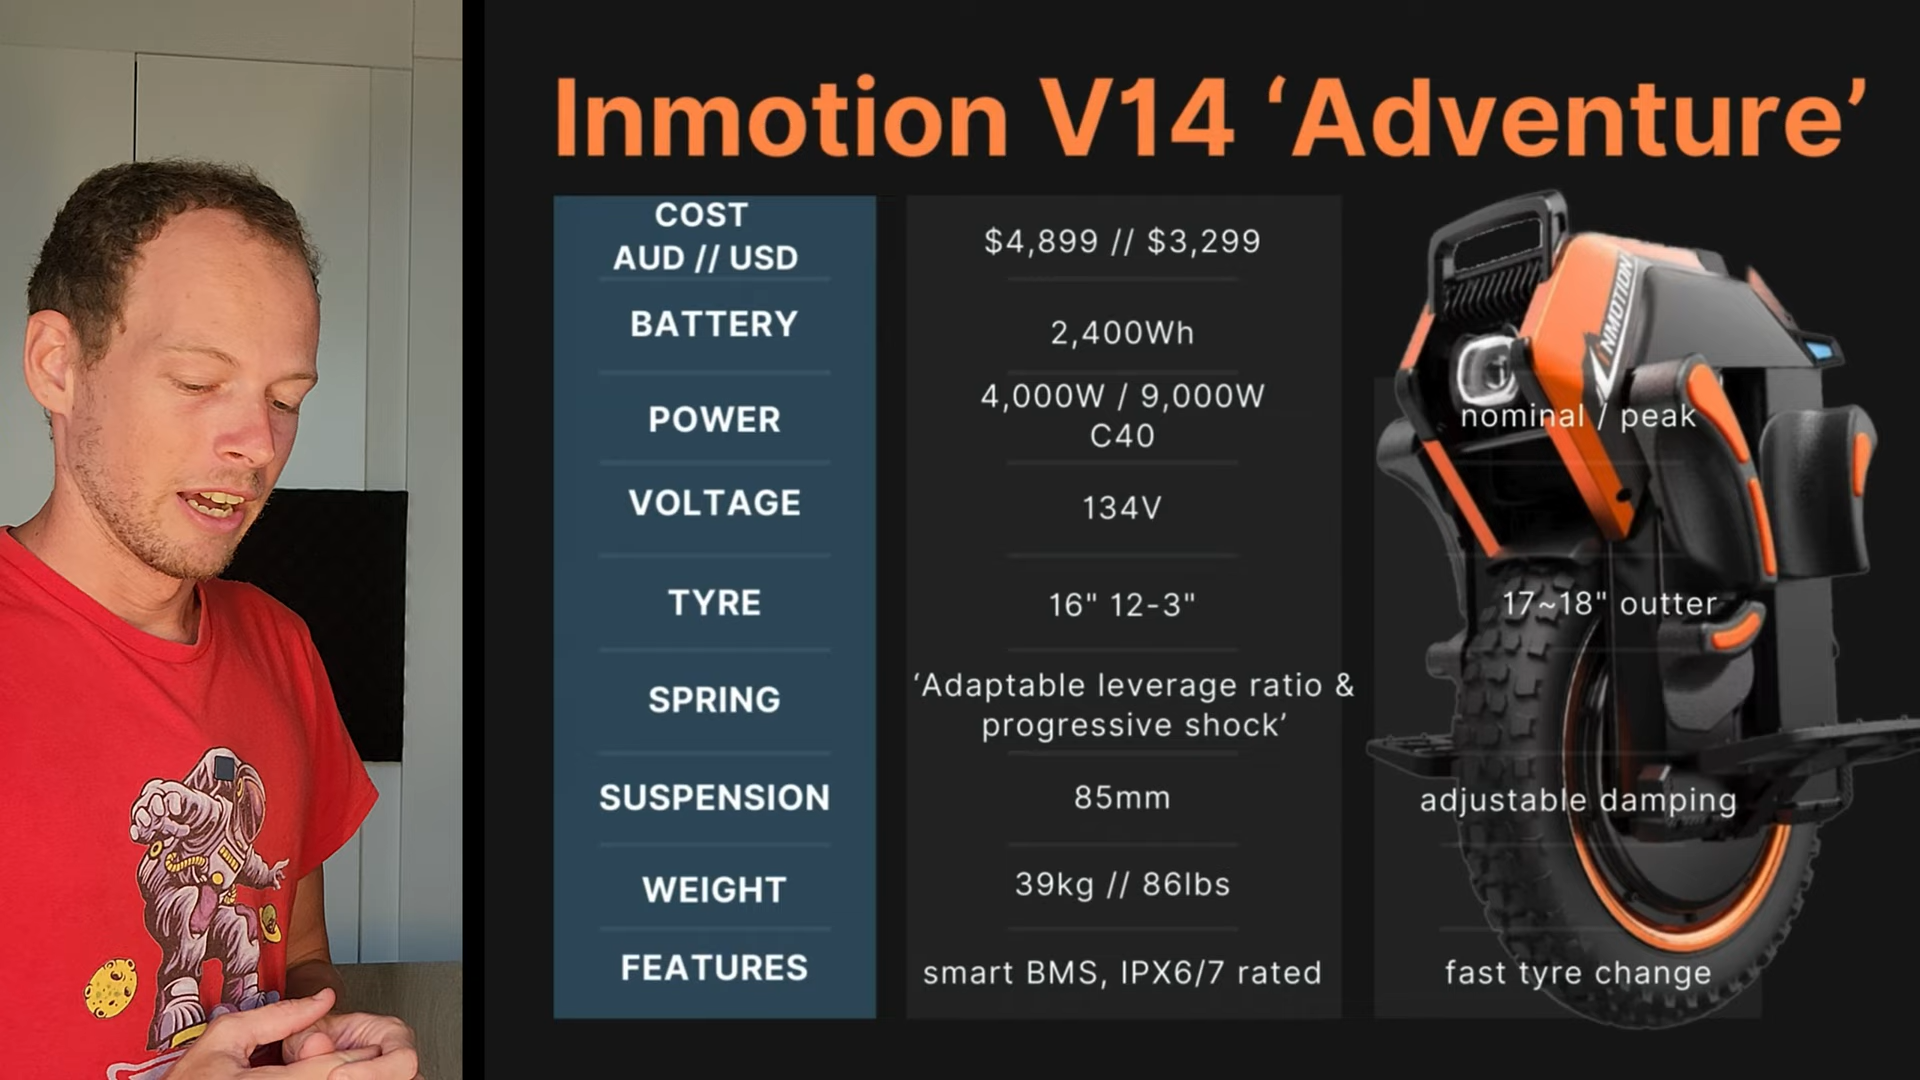 Inmotion V14 ‘Adventure’
COST
AUD // USD
$4,899 // $3,299
BATTERY
2,400Wh
POWER
4,000W / 9,000W
C40
nominal / peak
VOLTAGE
134V
TYRE
16" 12-3"
17~18" outter
SPRING
‘Adaptable leverage ratio &
progressive shock’
SUSPENSION
85mm
adjustable damping
WEIGHT
39kg // 86lbs
FEATURES
smart BMS, IPX6/7 rated
fast tyre change
INMOTION